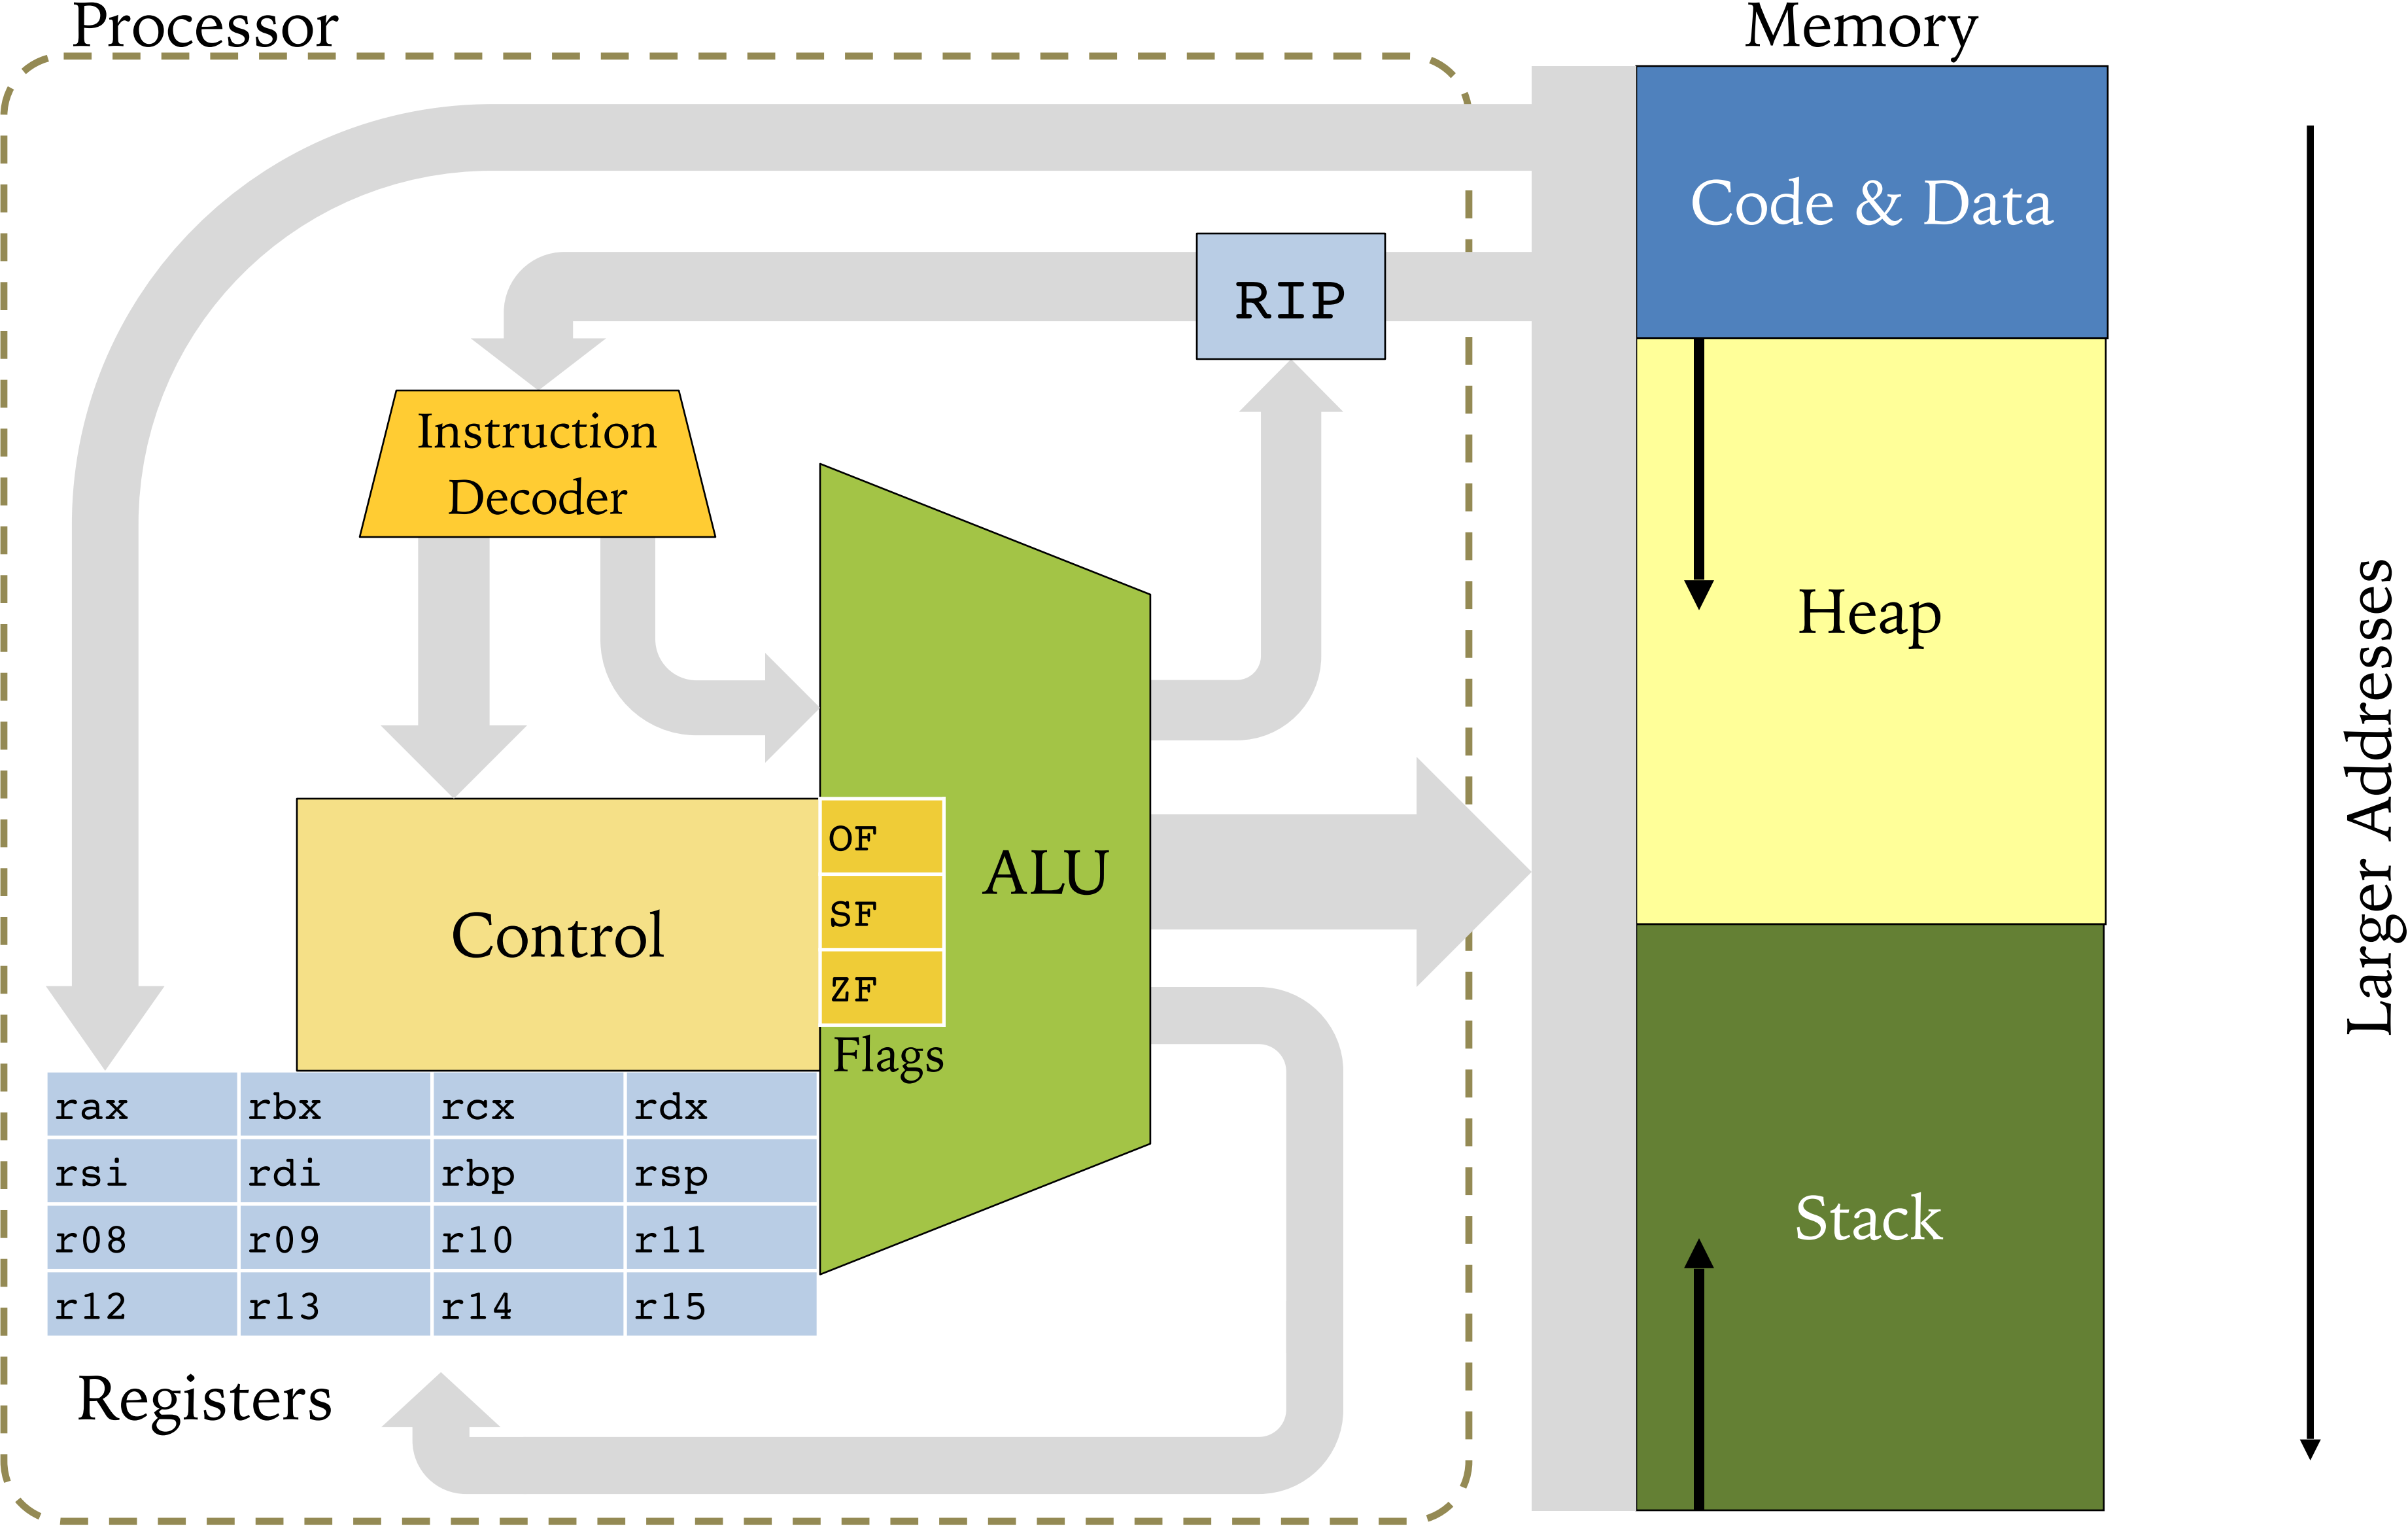 Processor
Memory
Code & Data
RIP
Instruction
Decoder
Heap
Larger Addresses
OF
SF
ZF
Flags
ALU
Control
rax rbx rcx rdx
rsi rdi rbp rsp
r08 r09 r10 r11
r12 r13 r14 r15
Registers
Stack